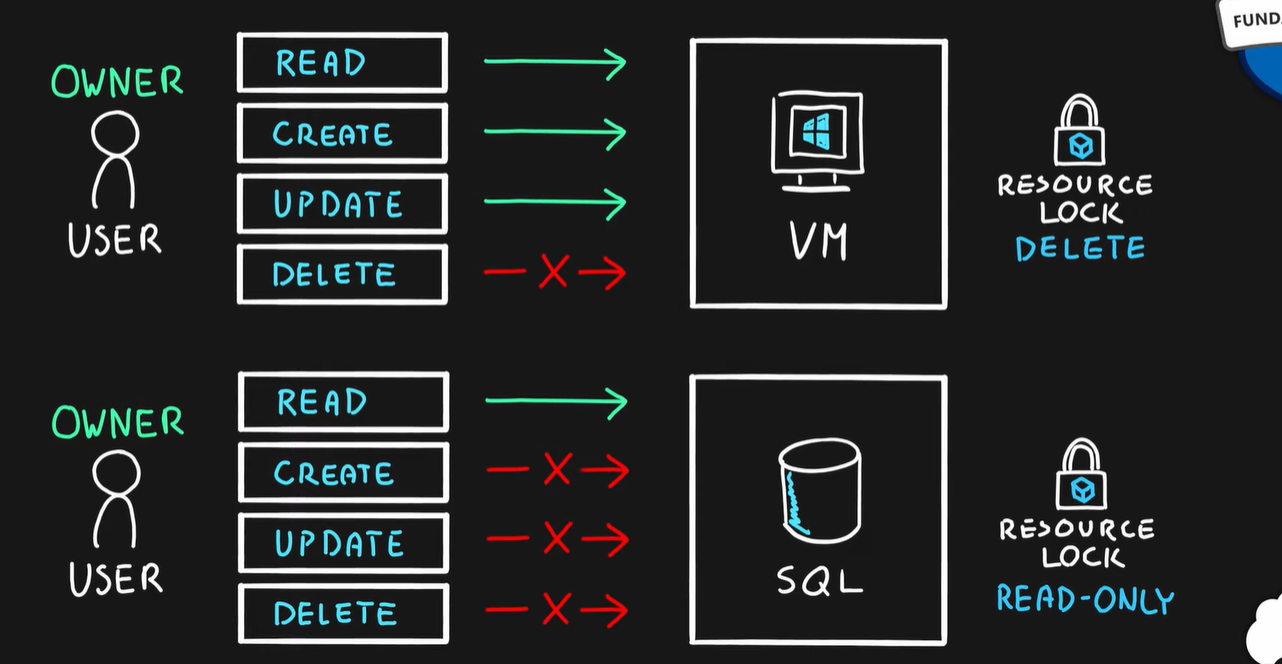 FUND
OWNER
USER
READ
CREATE
UPDATE
DELETE
X
VM
RESOURCE
LOCK
DELETE
OWNER
USER
READ
CREATE
UPDATE
DELETE
X
X
X
SQL
RESOURCE
LOCK
READ-ONLY